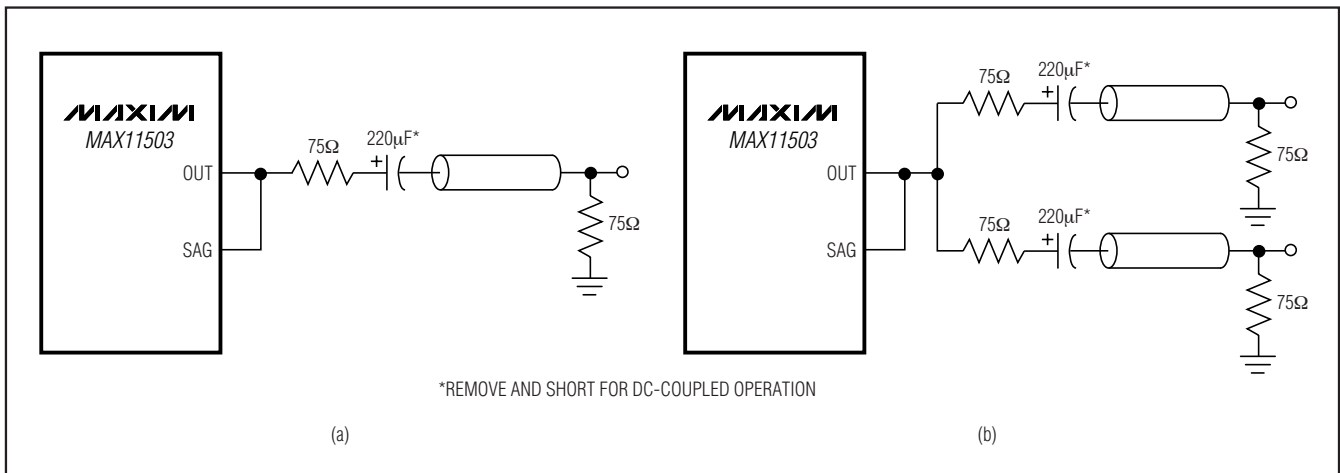 MAXIM
MAX11503
OUT
SAG
75Ω
220µF*
+
75Ω
(a)
MAXIM
MAX11503
OUT
SAG
75Ω
220µF*
+
75Ω
75Ω
220µF*
+
75Ω
(b)
*REMOVE AND SHORT FOR DC-COUPLED OPERATION